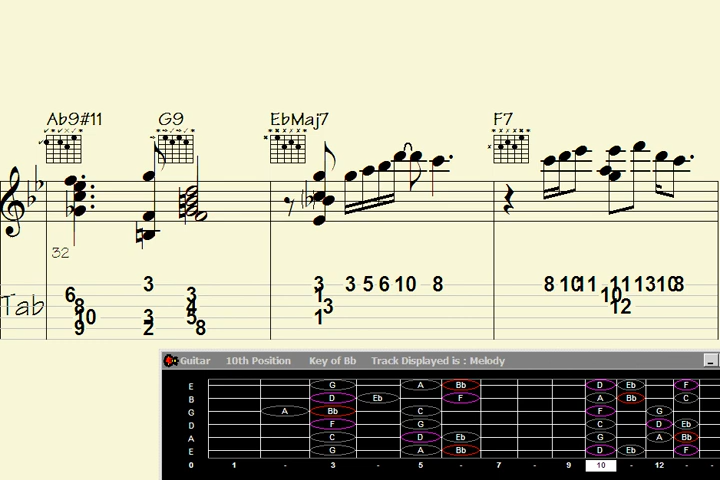 Ab9#11 G9 EbMaj7 F7
32
3 3 3 5 6 10 8 8 10 11 11 13 10 8
6 3 1 10
8 4 3 12
10 3 5 1
9 2 8
Tab
Guitar 10th Position Key of Bb Track Displayed is : Melody
E G A Bb D Eb F
B D Eb F A Bb C
G A Bb C F G
D F G C D Eb
A C D Eb G A Bb
E G A Bb D Eb F
0 1 - 3 - 5 - 7 - 9 10 - 12 - -